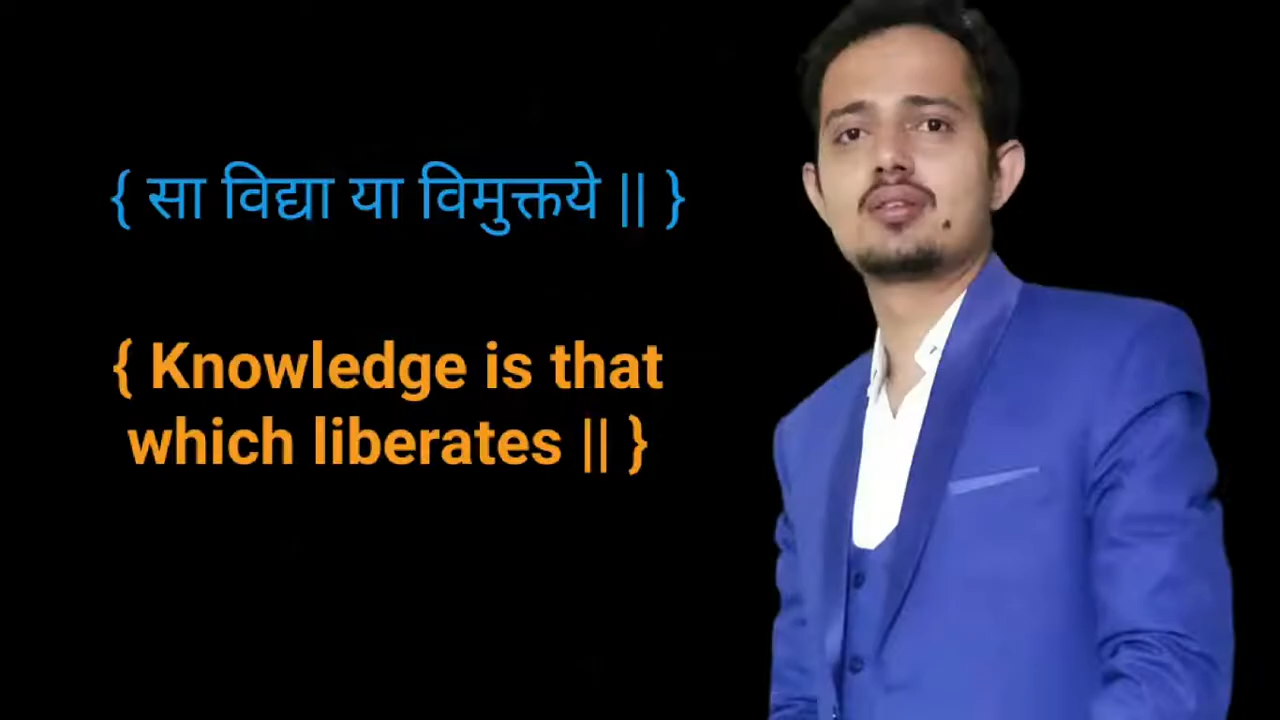 { सा विद्या या विमुक्तये || }
{ Knowledge is that
which liberates || }